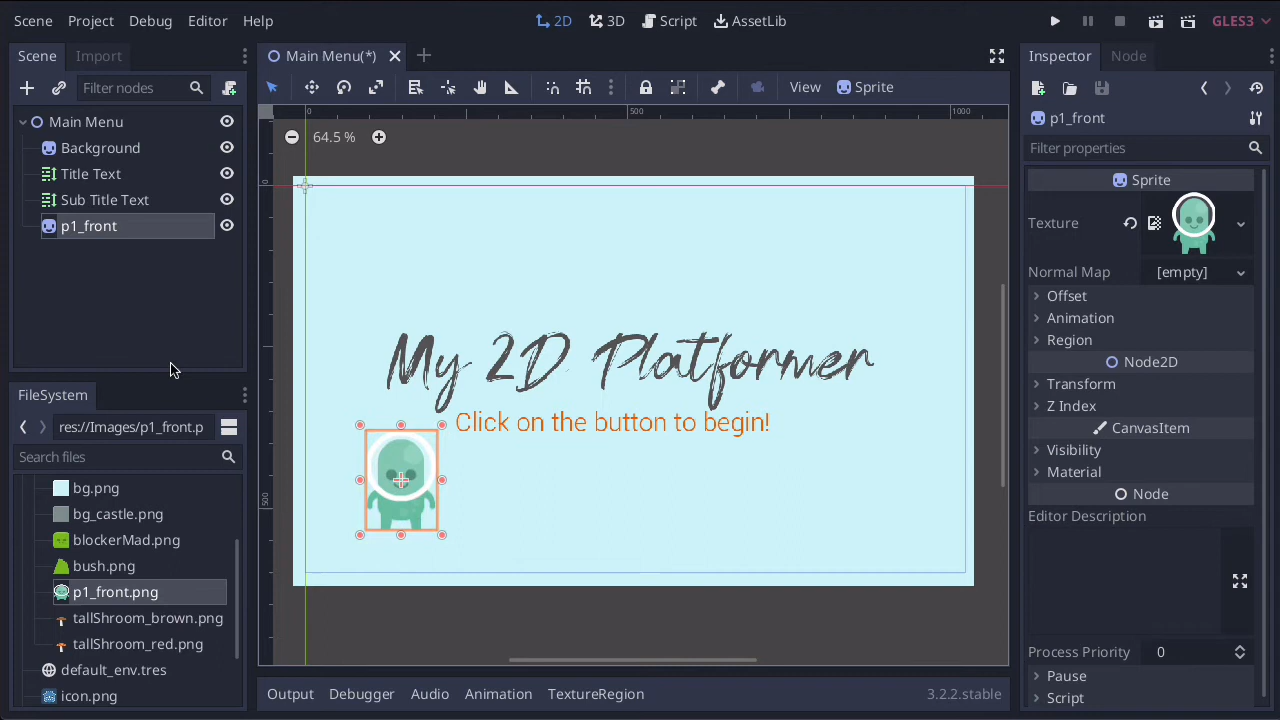 Scene Project Debug Editor Help 2D 3D Script AssetLib GLES3
Scene Import
Filter nodes
Main Menu
Background
Title Text
Sub Title Text
p1_front
FileSystem
res://Images/p1_front.p
Search files
bg.png
bg_castle.png
blockerMad.png
bush.png
p1_front.png
tallShroom_brown.png
tallShroom_red.png
default_env.tres
icon.png
Main Menu(*)
View Sprite
0 500 1000
64.5 %
0
500
My 2D Platformer
Click on the button to begin!
Output Debugger Audio Animation TextureRegion 3.2.2.stable
Inspector Node
p1_front
Filter properties
Sprite
Texture
Normal Map [empty]
Offset
Animation
Region
Node2D
Transform
Z Index
CanvasItem
Visibility
Material
Node
Editor Description
Process Priority 0
Pause
Script